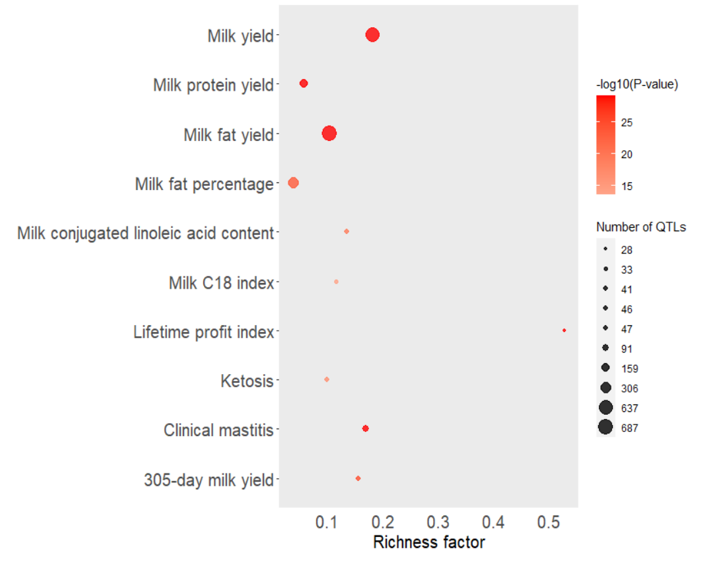 Milk yield
Milk protein yield
Milk fat yield
Milk fat percentage
Milk conjugated linoleic acid content
Milk C18 index
Lifetime profit index
Ketosis
Clinical mastitis
305-day milk yield
0.1 0.2 0.3 0.4 0.5
Richness factor
-log10(P-value)
25
20
15
Number of QTLs
28
33
41
46
47
91
159
306
637
687